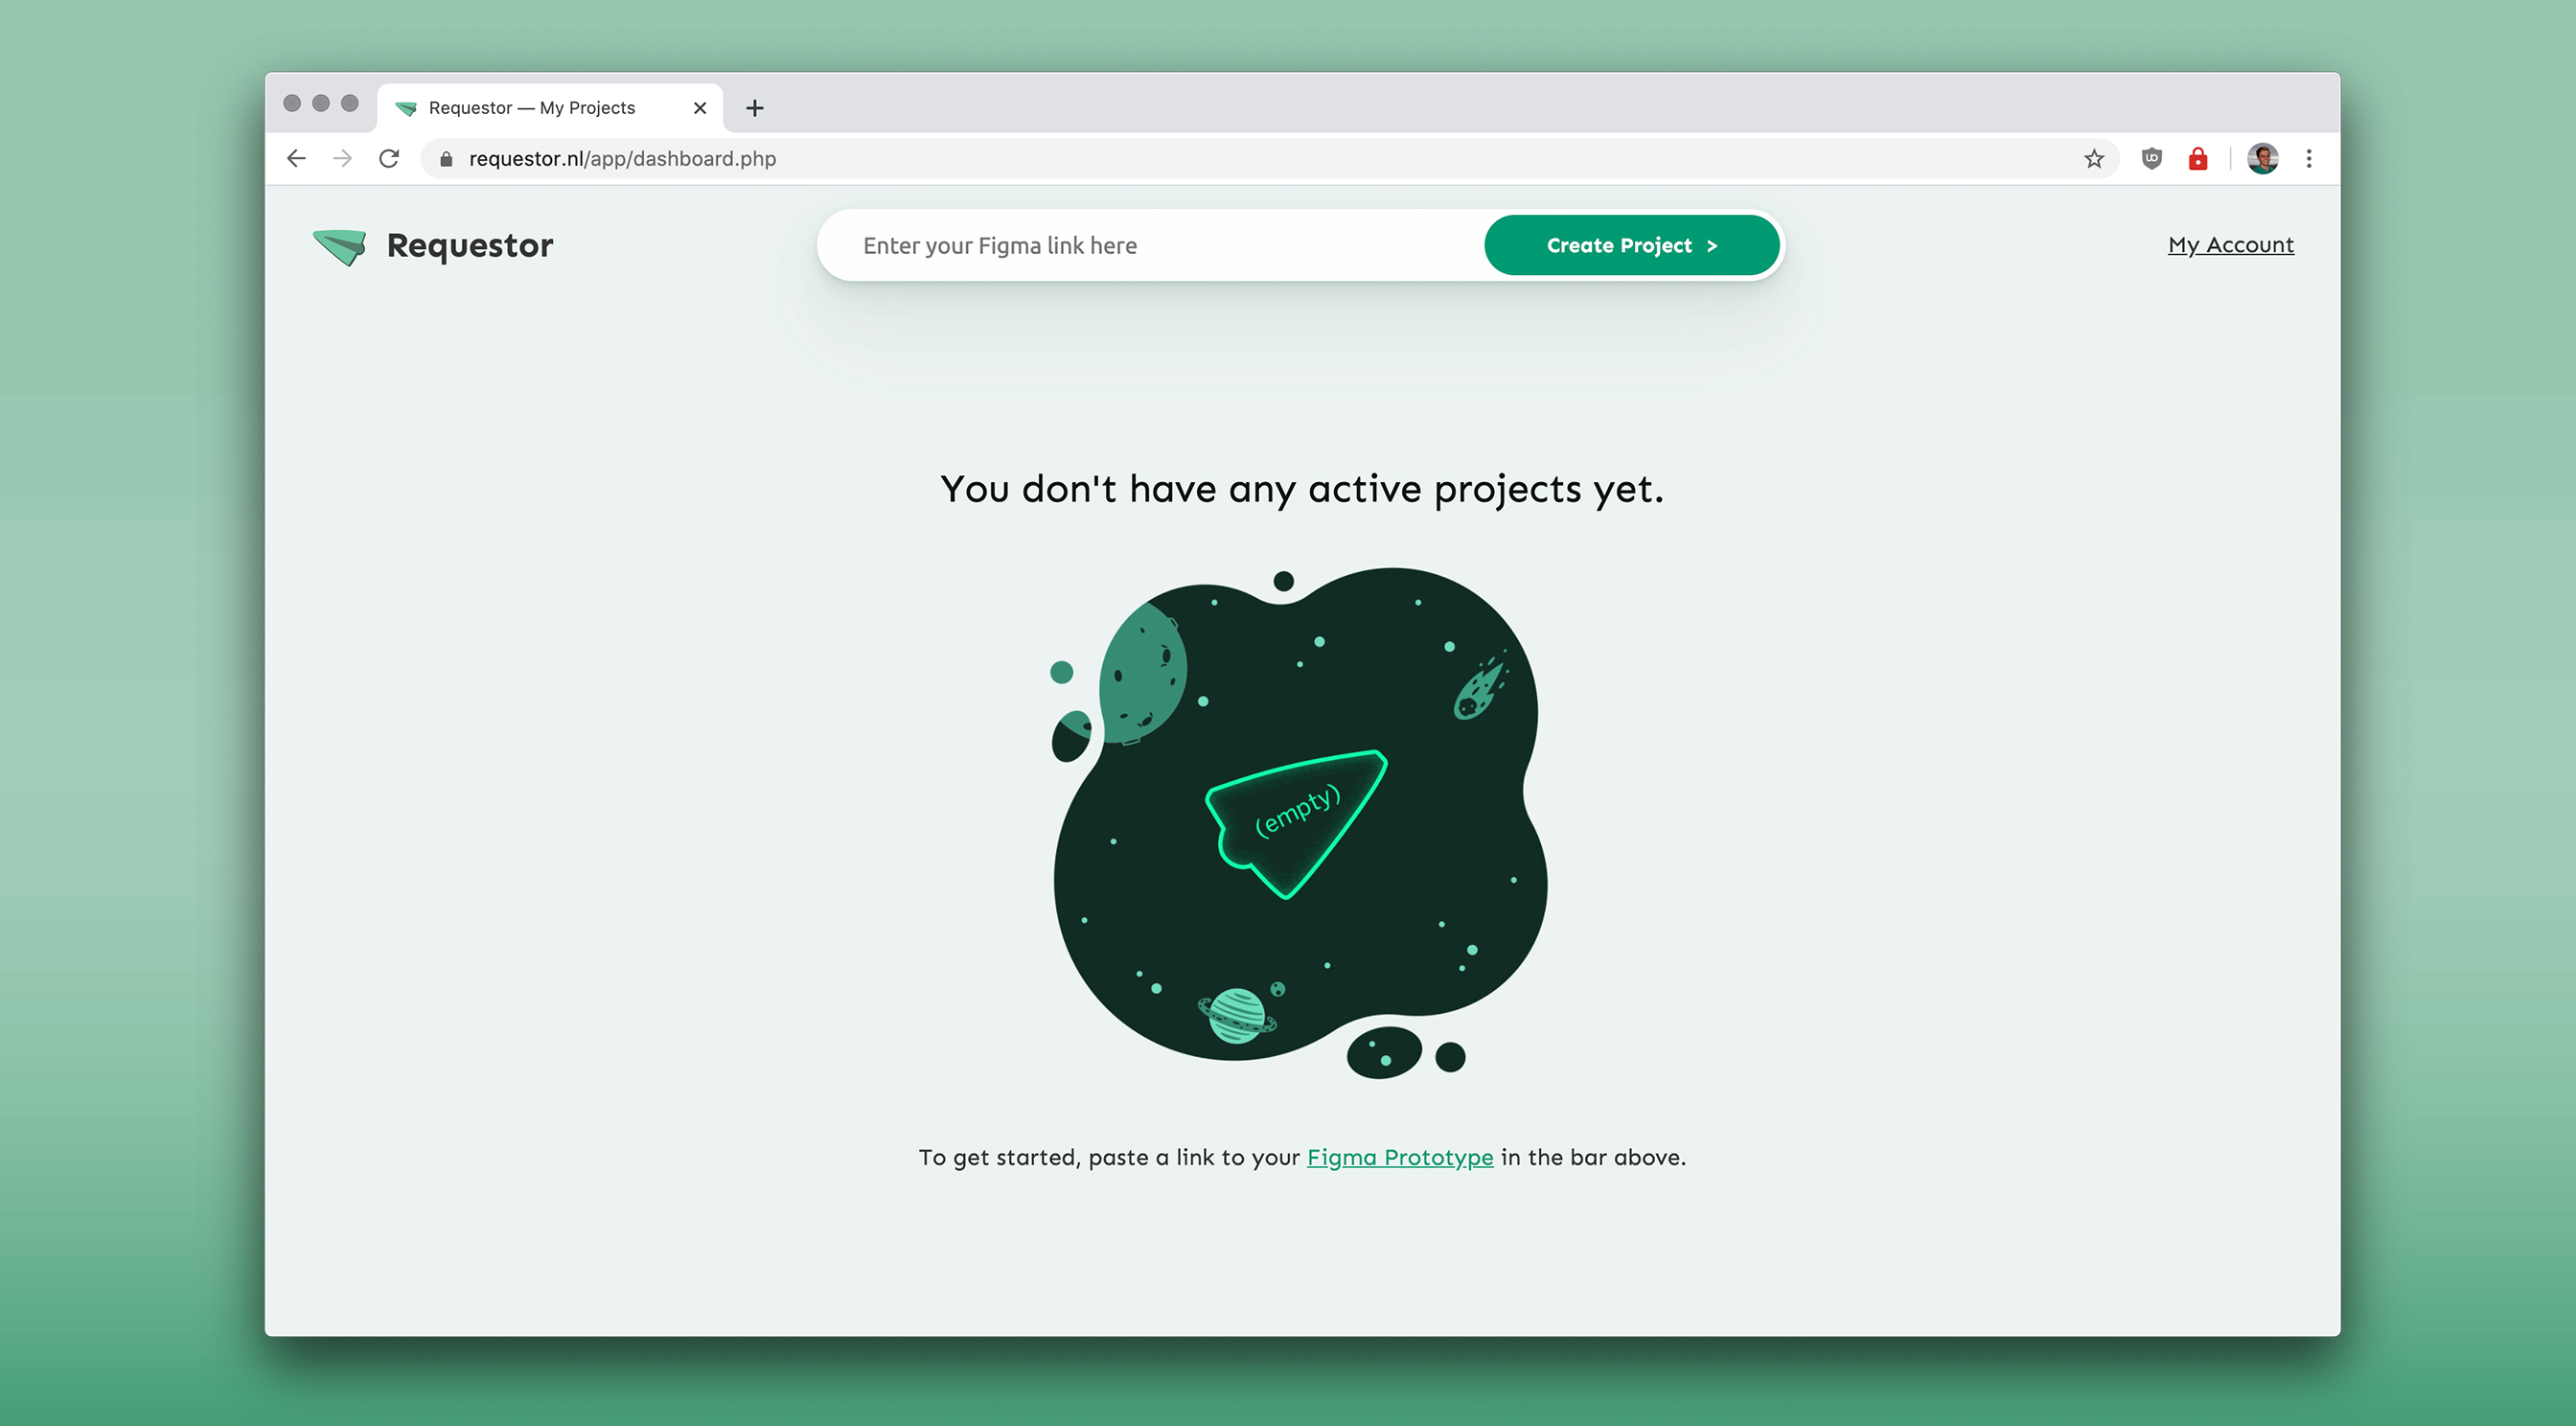 Requestor — My Projects
requestor.nl/app/dashboard.php
Requestor
Enter your Figma link here
Create Project >
My Account
You don't have any active projects yet.
(empty)
To get started, paste a link to your Figma Prototype in the bar above.